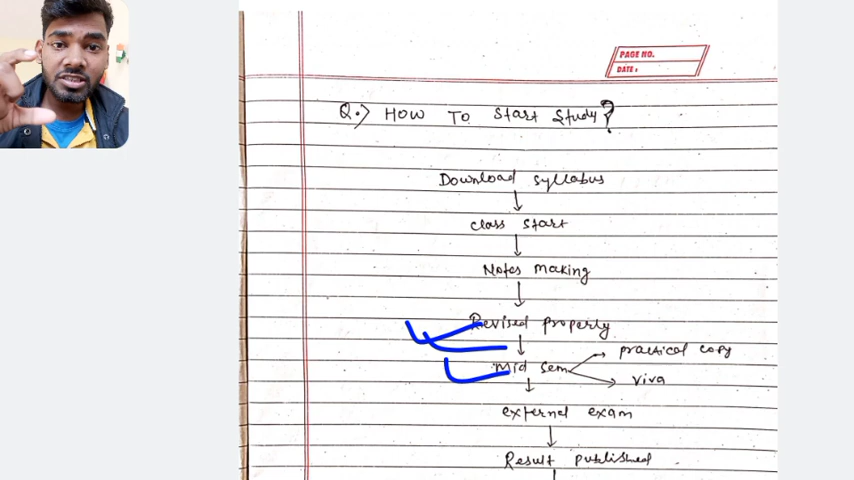 PAGE NO.
DATE :
Q.> HOW TO Start Study?
Download syllabus
class start
Notes making
Revised property
Mid sem
practical copy
viva
external exam
Result published